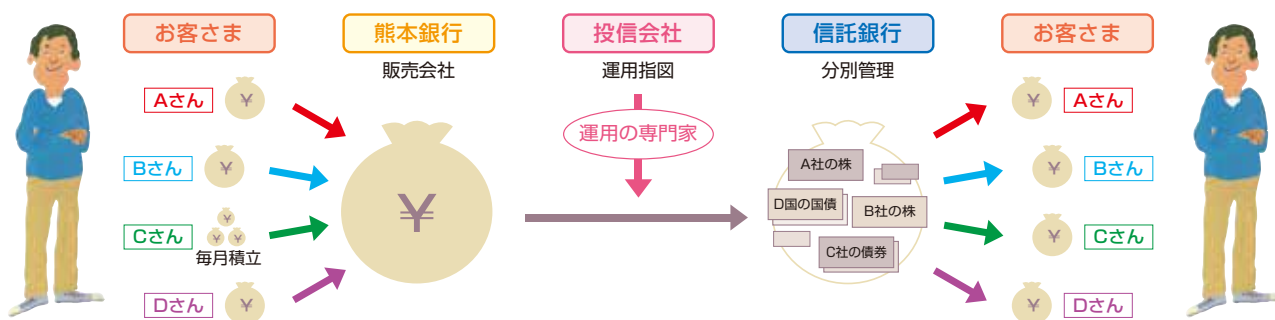 お客さま
熊本銀行
投信会社
信託銀行
お客さま
販売会社
運用指図
分別管理
Aさん
¥
Bさん
¥
Cさん
¥
¥ ¥
毎月積立
Dさん
¥
¥
運用の専門家
A社の株
D国の国債
B社の株
C社の債券
¥
Aさん
¥
Bさん
¥
Cさん
¥
Dさん